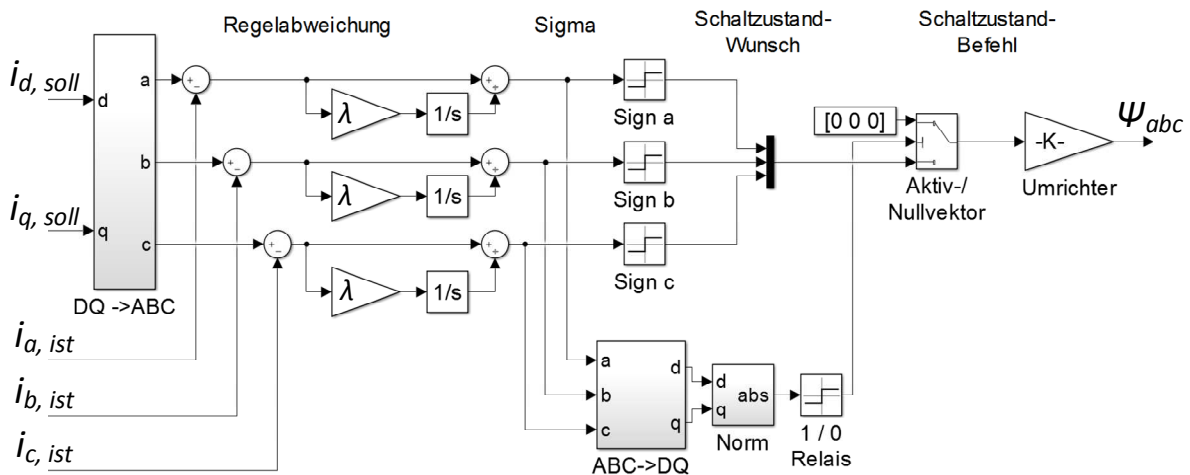 Regelabweichung
Sigma
Schaltzustand-
Wunsch
Schaltzustand-
Befehl
i_d, soll
d
a
+
−
λ
1/s
+
+
Sign a
[0 0 0]
ψ_abc
-K-
Umrichter
Aktiv-/
Nullvektor
b
+
−
λ
1/s
+
+
Sign b
i_q, soll
q
c
+
−
λ
1/s
+
+
Sign c
DQ ->ABC
i_a, ist
i_b, ist
i_c, ist
a
b
c
d
q
ABC->DQ
d
q
abs
Norm
1 / 0
Relais